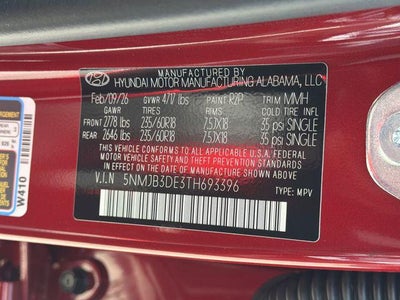 MANUFACTURED BY
HYUNDAI MOTOR MANUFACTURING ALABAMA, LLC
Feb/09/26 GVWR 4717 lbs PAINT R2P TRIM MMH
GAWR TIRES RIMS COLD TIRE
FRONT 2778 lbs 235/60R18 7.5JX18 35 psi SINGLE
REAR 2646 lbs 235/60R18 7.5JX18 35 psi SINGLE
THIS VEHICLE CONFORMS TO ALL APPLICABLE U.S.A. FEDERAL
MOTOR VEHICLE SAFETY AND THEFT PREVENTION STANDARDS
IN EFFECT ON THE DATE OF MANUFACTURE SHOWN ABOVE.
V.I.N 5NMJB3DE3TH693396 TYPE: MPV
W410